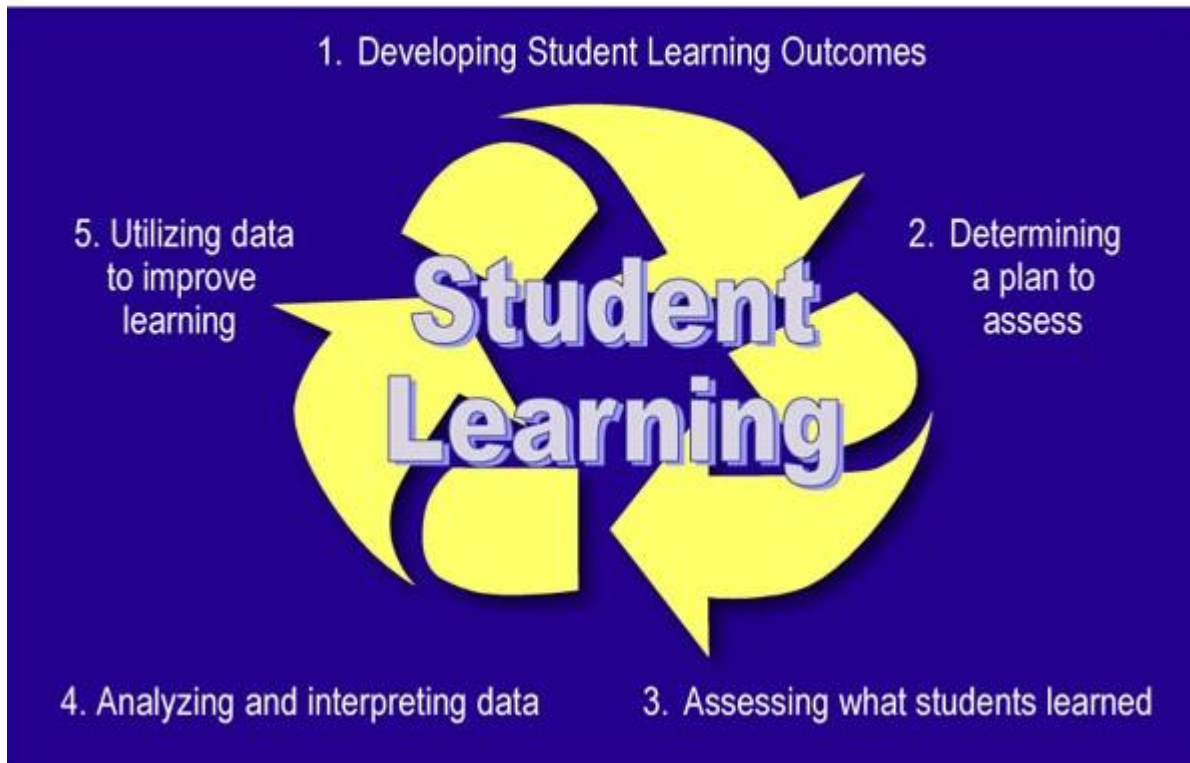 1. Developing Student Learning Outcomes
5. Utilizing data
to improve
learning
2. Determining
a plan to
assess
Student
Learning
4. Analyzing and interpreting data
3. Assessing what students learned